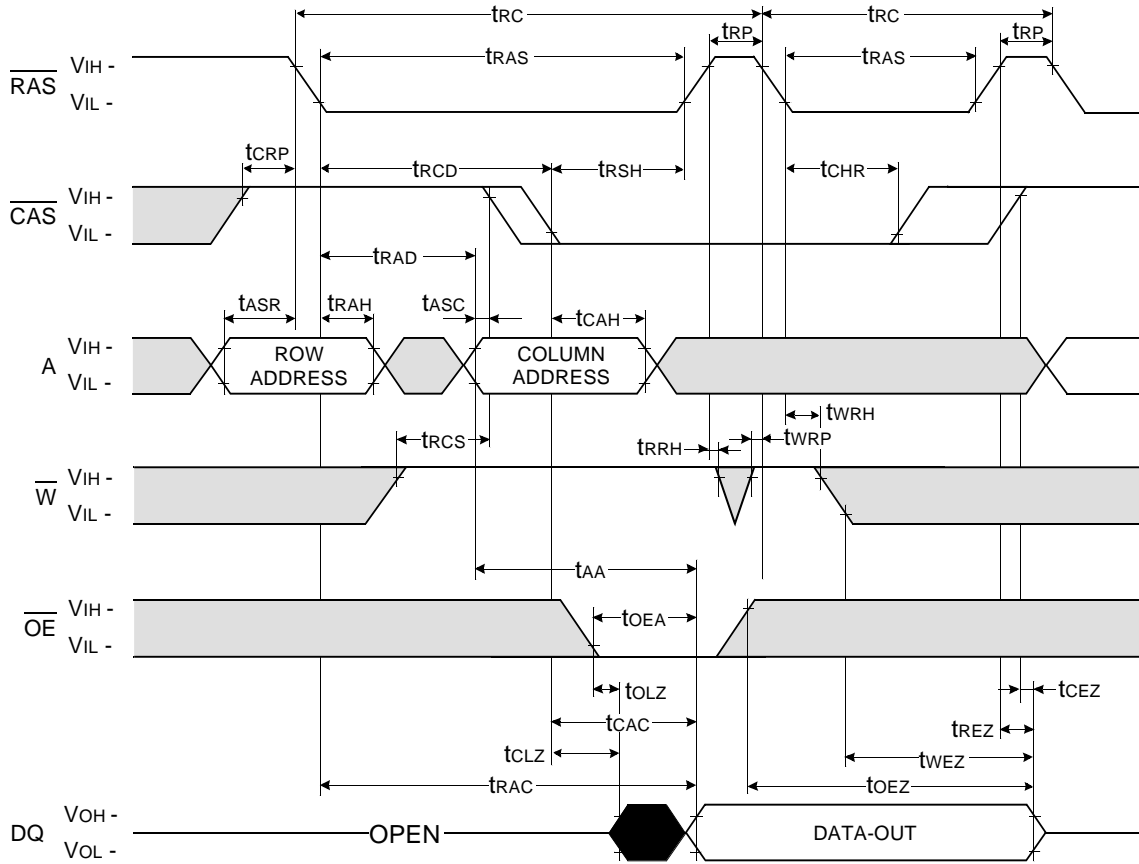 tRC tRC
tRP tRP
tRAS tRAS
RAS VIH -
VIL -
tCRP tRCD tRSH tCHR
CAS VIH -
VIL -
tRAD
tASR tRAH tASC tCAH
A VIH -
VIL -
ROW
ADDRESS
COLUMN
ADDRESS
tWRH
tRCS tRRH tWRP
W VIH -
VIL -
tAA
OE VIH -
VIL -
tOEA
tOLZ tCEZ
tCAC tREZ
tCLZ tWEZ
tRAC tOEZ
DQ VOH -
VOL -
OPEN DATA-OUT